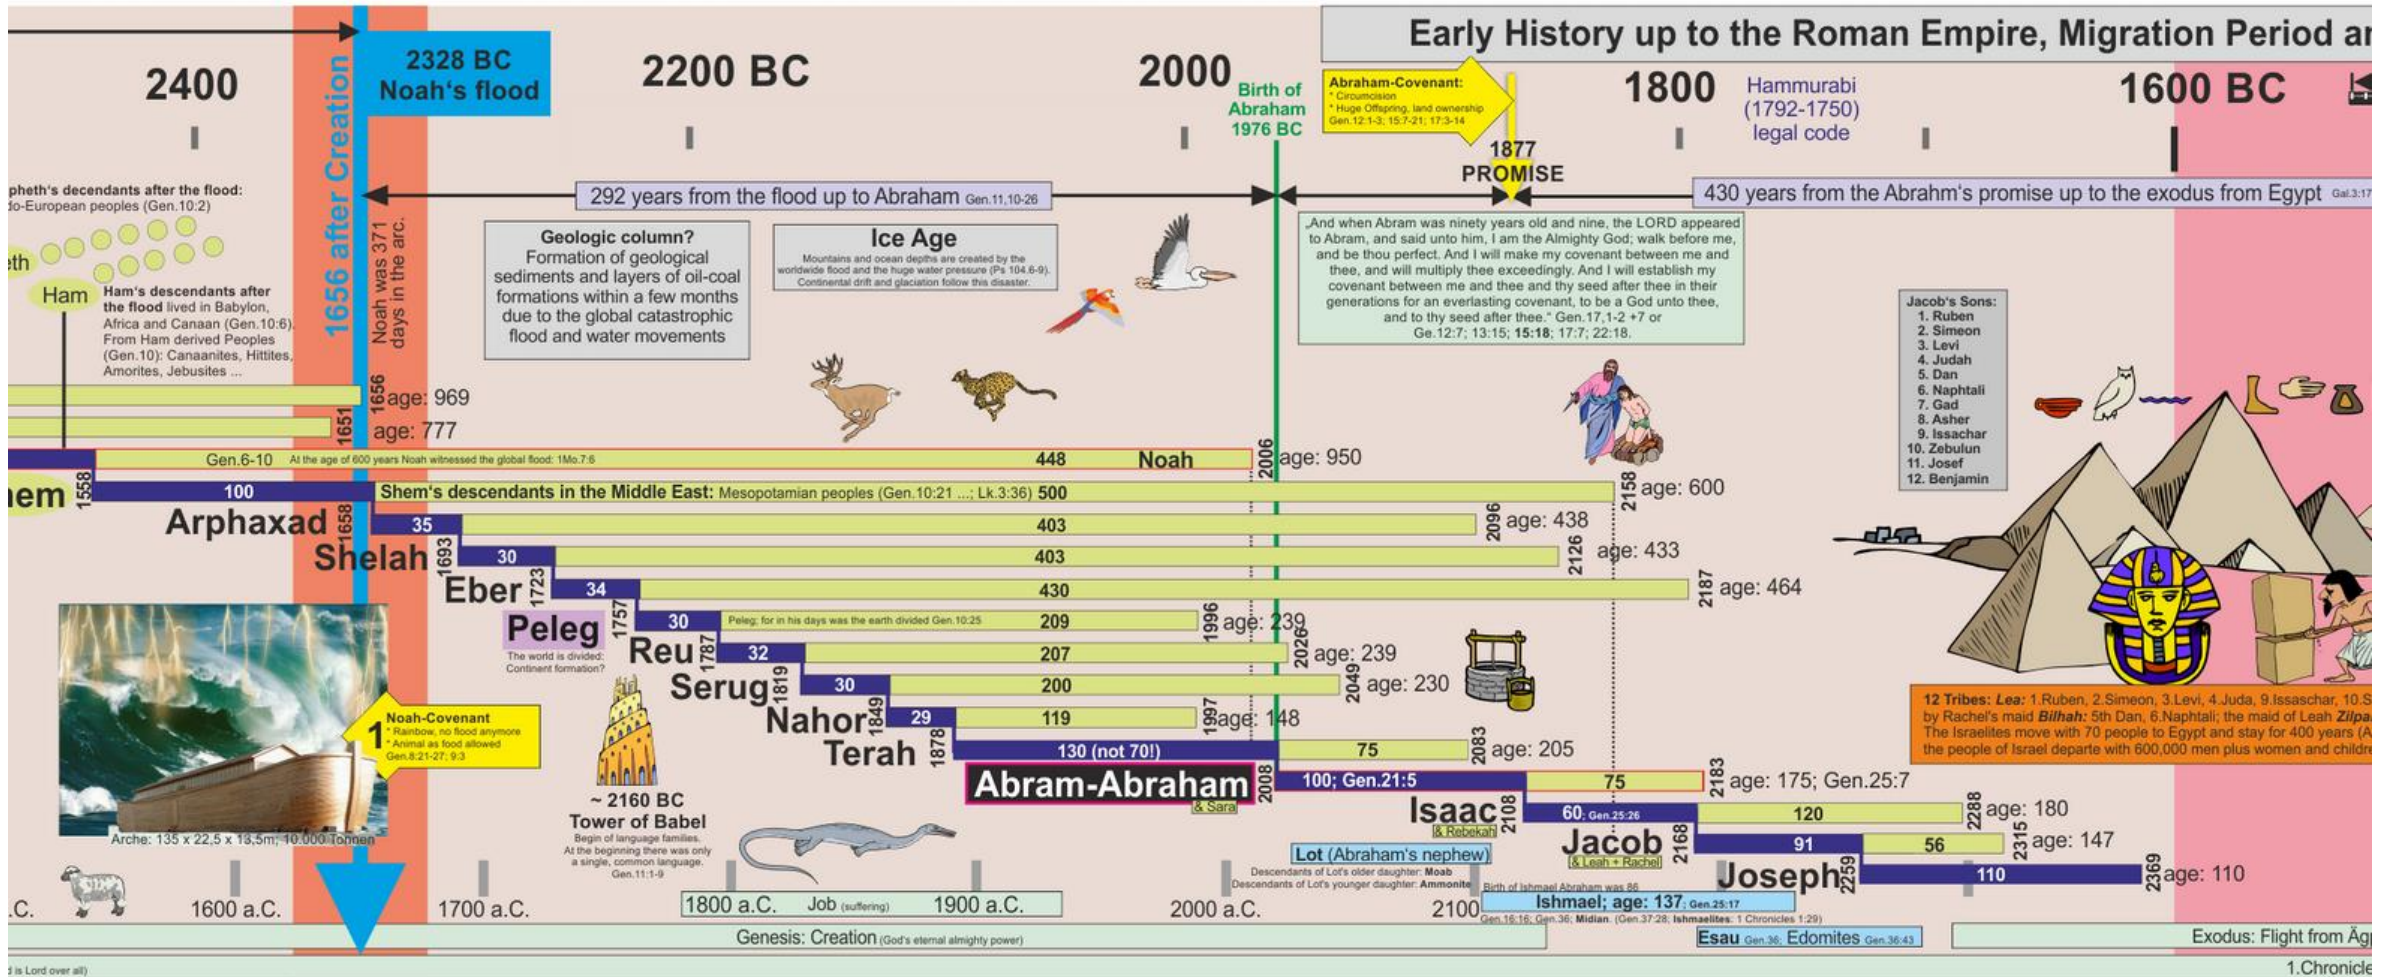 Early History up to the Roman Empire, Migration Period ar
2400
2328 BC
Noah's flood
2200 BC
2000
Birth of
Abraham
1976 BC
Abraham-Covenant:
* Circumcision
* Huge Offspring, land ownership
Gen.12:1-3; 15:7-21; 17:3-14
1877
PROMISE
1800
Hammurabi
(1792-1750)
legal code
1600 BC
1656 after Creation
Noah was 371
days in the arc.
292 years from the flood up to Abraham Gen.11,10-26
430 years from the Abrahm's promise up to the exodus from Egypt Gal.3:17
pheth's decendants after the flood:
do-European peoples (Gen.10:2)
eth
Ham
Ham's descendants after
the flood lived in Babylon,
Africa and Canaan (Gen.10:6).
From Ham derived Peoples
(Gen.10): Canaanites, Hittites,
Amorites, Jebusites ...
Geologic column?
Formation of geological
sediments and layers of oil-coal
formations within a few months
due to the global catastrophic
flood and water movements
Ice Age
Mountains and ocean depths are created by the
worldwide flood and the huge water pressure (Ps 104.6-9).
Continental drift and glaciation follow this disaster.
„And when Abram was ninety years old and nine, the LORD appeared
to Abram, and said unto him, I am the Almighty God; walk before me,
and be thou perfect. And I will make my covenant between me and
thee, and will multiply thee exceedingly. And I will establish my
covenant between me and thee and thy seed after thee in their
generations for an everlasting covenant, to be a God unto thee,
and to thy seed after thee.“ Gen.17,1-2 +7 or
Ge.12:7; 13:15; 15:18; 17:7; 22:18.
Jacob's Sons:
1. Ruben
2. Simeon
3. Levi
4. Judah
5. Dan
6. Naphtali
7. Gad
8. Asher
9. Issachar
10. Zebulun
11. Josef
12. Benjamin
1656 age: 969
1651 age: 777
Gen.6-10 At the age of 600 years Noah witnessed the global flood: 1Mo.7:6 448 Noah 2006 age: 950
hem 1558 100 Shem's descendants in the Middle East: Mesopotamian peoples (Gen.10:21 ...; Lk.3:36) 500 2158 age: 600
Arphaxad 1658 35 403 2096 age: 438
Shelah 1693 30 403 2126 age: 433
Eber 1723 34 430 2187 age: 464
Peleg 1757 30 Peleg; for in his days was the earth divided Gen.10:25 209 1996 age: 239
The world is divided:
Continent formation?
Reu 1787 32 207 2026 age: 239
Serug 1819 30 200 2049 age: 230
Nahor 1849 29 119 1997 age: 148
Terah 1878 130 (not 70!) 75 2083 age: 205
Abram-Abraham 2008 100; Gen.21:5 75 2183 age: 175; Gen.25:7
& Sara
Isaac 2108 60; Gen.25:26 120 2288 age: 180
& Rebekah
Jacob 2168 91 56 2315 age: 147
& Leah + Rachel
Joseph 2259 110 2369 age: 110
1 Noah-Covenant
* Rainbow, no flood anymore
* Animal as food allowed
Gen.8:21-27; 9:3
Arche: 135 x 22,5 x 13,5m; 10.000 Tonnen
~ 2160 BC
Tower of Babel
Begin of language families.
At the beginning there was only
a single, common language.
Gen.11:1-9
12 Tribes: Lea: 1.Ruben, 2.Simeon, 3.Levi, 4.Juda, 9.Issaschar, 10.S
by Rachel's maid Bilhah: 5th Dan, 6.Naphtali; the maid of Leah Zilpa
The Israelites move with 70 people to Egypt and stay for 400 years (A
the people of Israel departe with 600,000 men plus women and childre
Lot (Abraham's nephew)
Descendants of Lot's older daughter: Moab
Descendants of Lot's younger daughter: Ammonite
Birth of Ishmael Abraham was 86
Ishmael; age: 137; Gen.25:17
Gen.16:16; Gen.36; Midian. (Gen.37:28; Ishmaelites: 1 Chronicles 1:29)
.C.
1600 a.C.
1700 a.C.
1800 a.C.
Job (suffering)
1900 a.C.
2000 a.C.
2100
Genesis: Creation (God's eternal almighty power)
Esau Gen.36; Edomites Gen.36:43
Exodus: Flight from Äg
d is Lord over all)
1.Chronicle